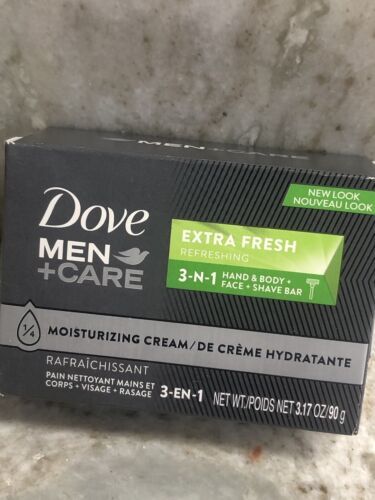 MEN+CARE
NEW LOOK
NOUVEAU LOOK
Dove
MEN
+CARE
EXTRA FRESH
REFRESHING
3-N-1 HAND & BODY +
FACE + SHAVE BAR
1/4 MOISTURIZING CREAM/DE CRÈME HYDRATANTE
RAFRAÎCHISSANT
PAIN NETTOYANT MAINS ET
CORPS + VISAGE + RASAGE 3-EN-1 NET WT./POIDS NET 3.17 OZ/90 g